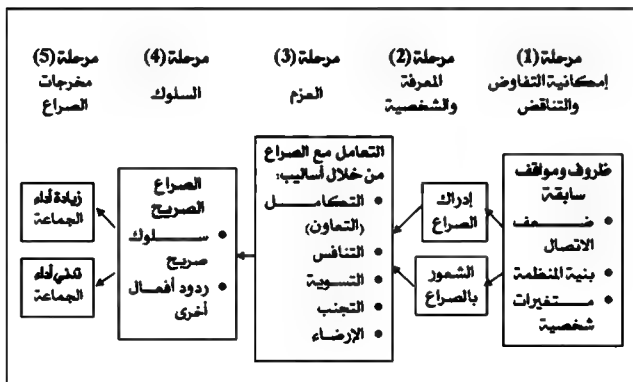 مرحلة (1)
إمكانية التفاوض
والتناقض
مرحلة (2)
المعرفة
والشخصية
مرحلة (3)
العزم
مرحلة (4)
السلوك
مرحلة (5)
مخرجات
الصراع
ظروف ومواقف
سابقة
• ضعف
الاتصال
• بنية المنظمة
• متغيرات
شخصية
إدراك
الصراع
الشعور
بالصراع
التعامل مع الصراع
من خلال أساليب:
• التكامل
(التعاون)
• التنافس
• التسوية
• التجنب
• الإرضاء
الصراع
الصريح
• سلوك
صريح
• ردود أفعال
أخرى
زيادة أداء
الجماعة
تدني أداء
الجماعة